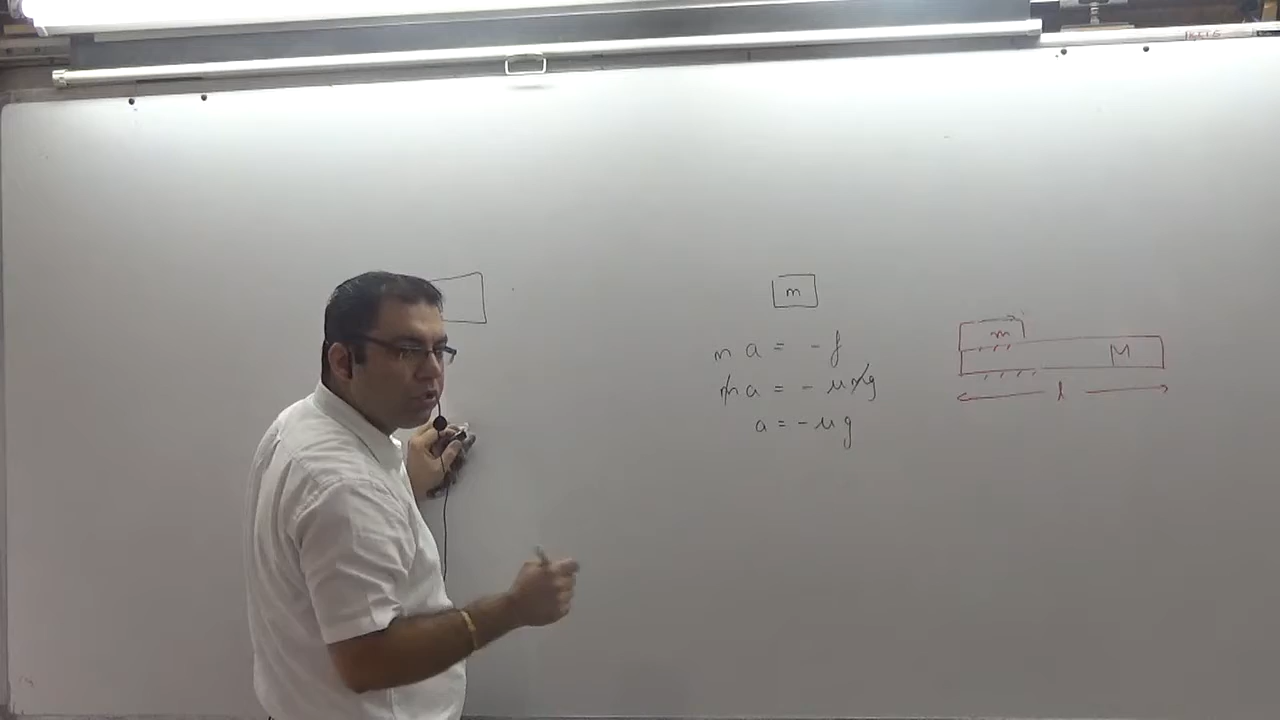 m
m a = - f
m a = - μ m g
a = - μ g
m
M
l